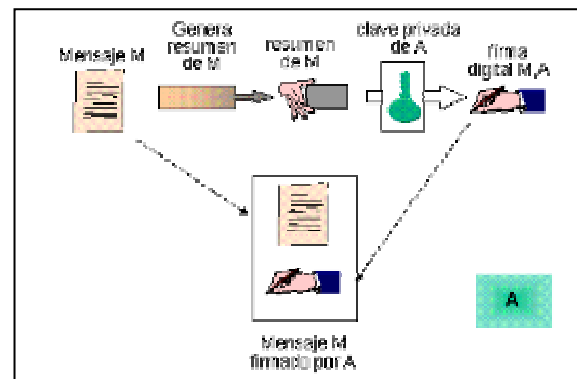 Mensaje M
Genera
resumen
de M
resumen
de M
clave privada
de A
firma
digital M,A
A
Mensaje M
firmado por A